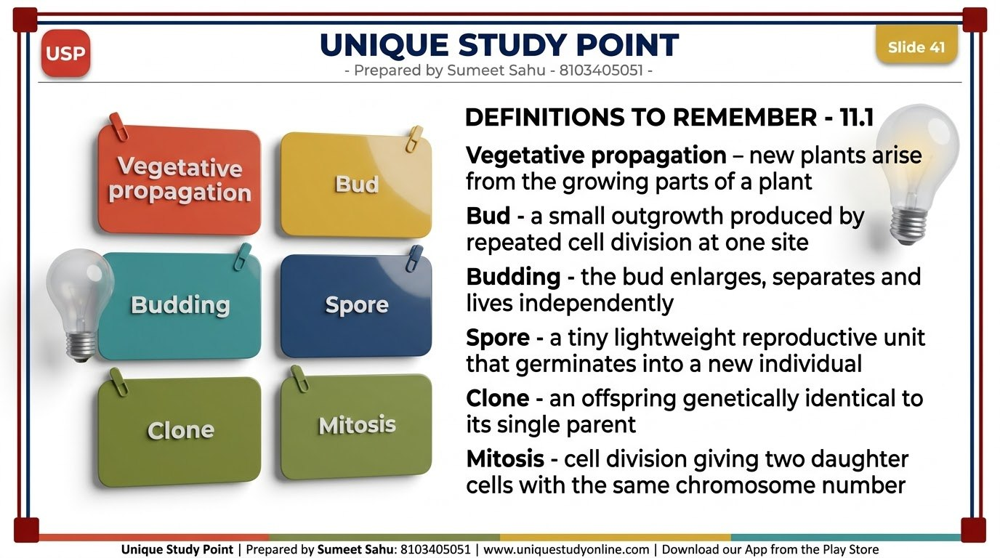 USP
UNIQUE STUDY POINT
- Prepared by Sumeet Sahu - 8103405051 -
Slide 41
Vegetative
propagation
Bud
Budding
Spore
Clone
Mitosis
DEFINITIONS TO REMEMBER - 11.1
Vegetative propagation – new plants arise
from the growing parts of a plant
Bud - a small outgrowth produced by
repeated cell division at one site
Budding - the bud enlarges, separates and
lives independently
Spore - a tiny lightweight reproductive unit
that germinates into a new individual
Clone - an offspring genetically identical to
its single parent
Mitosis - cell division giving two daughter
cells with the same chromosome number
Unique Study Point | Prepared by Sumeet Sahu: 8103405051 | www.uniquestudyonline.com | Download our App from the Play Store